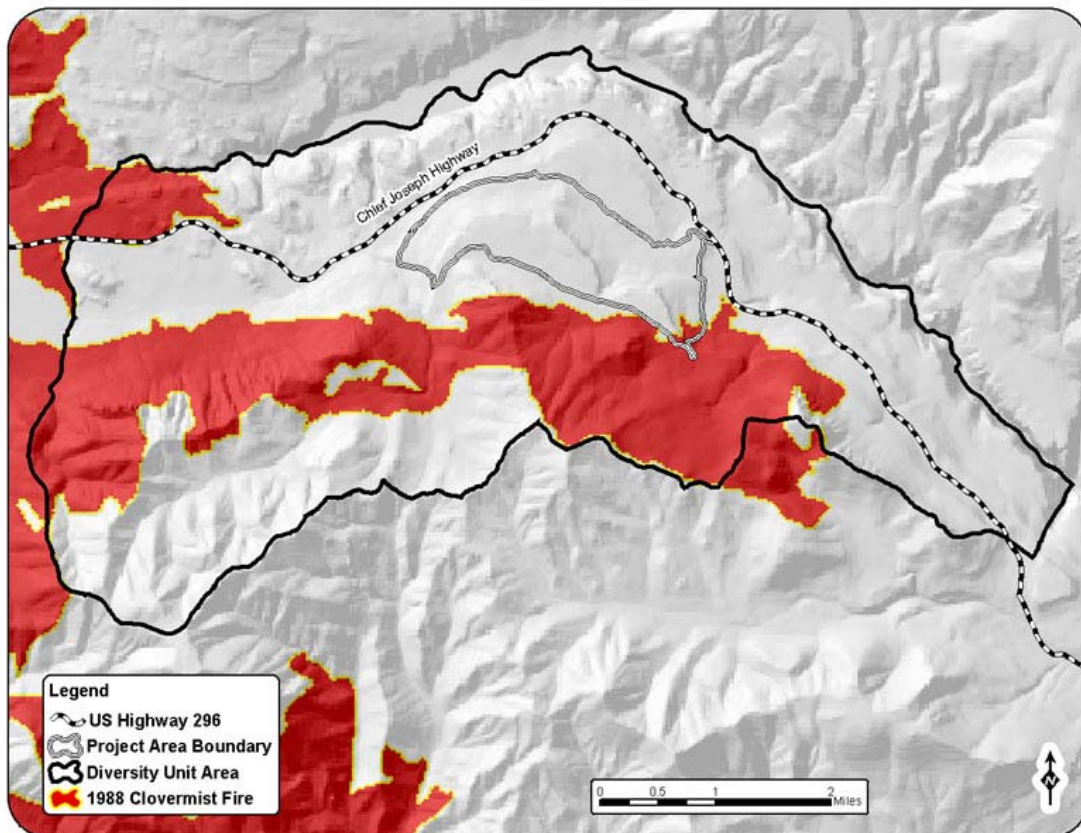 Chief Joseph Highway
Legend
US Highway 296
Project Area Boundary
Diversity Unit Area
1988 Clovermist Fire
0 0.5 1 2
Miles
N